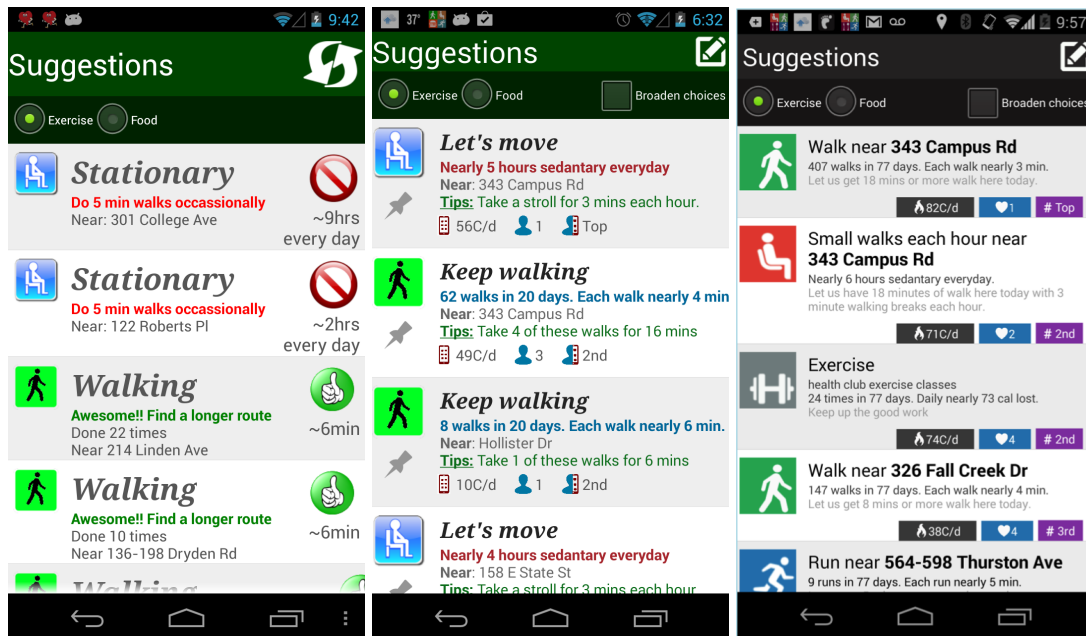 9:42
Suggestions
Exercise
Food
Stationary
Do 5 min walks occassionally
Near: 301 College Ave
~9hrs
every day
Stationary
Do 5 min walks occassionally
Near: 122 Roberts Pl
~2hrs
every day
Walking
Awesome!! Find a longer route
Done 22 times
Near 214 Linden Ave
~6min
Walking
Awesome!! Find a longer route
Done 10 times
Near 136-198 Dryden Rd
~6min
Walking
37°
6:32
Suggestions
Exercise
Food
Broaden choices
Let's move
Nearly 5 hours sedantary everyday
Near: 343 Campus Rd
Tips: Take a stroll for 3 mins each hour.
56C/d
1
Top
Keep walking
62 walks in 20 days. Each walk nearly 4 min
Near: 343 Campus Rd
Tips: Take 4 of these walks for 16 mins
49C/d
3
2nd
Keep walking
8 walks in 20 days. Each walk nearly 6 min.
Near: Hollister Dr
Tips: Take 1 of these walks for 6 mins
10C/d
1
2nd
Let's move
Nearly 4 hours sedantary everyday
Near: 158 E State St
Tips: Take a stroll for 3 mins each hour
9:57
Suggestions
Exercise
Food
Broaden choices
Walk near 343 Campus Rd
407 walks in 77 days. Each walk nearly 3 min.
Let us get 18 mins or more walk here today.
82C/d
1
# Top
Small walks each hour near
343 Campus Rd
Nearly 6 hours sedantary everyday.
Let us have 18 minutes of walk here today with 3
minute walking breaks each hour.
71C/d
2
# 2nd
Exercise
health club exercise classes
24 times in 77 days. Daily nearly 73 cal lost.
Keep up the good work
74C/d
4
# 2nd
Walk near 326 Fall Creek Dr
147 walks in 77 days. Each walk nearly 4 min.
Let us get 8 mins or more walk here today.
38C/d
4
# 3rd
Run near 564-598 Thurston Ave
9 runs in 77 days. Each run nearly 5 min.